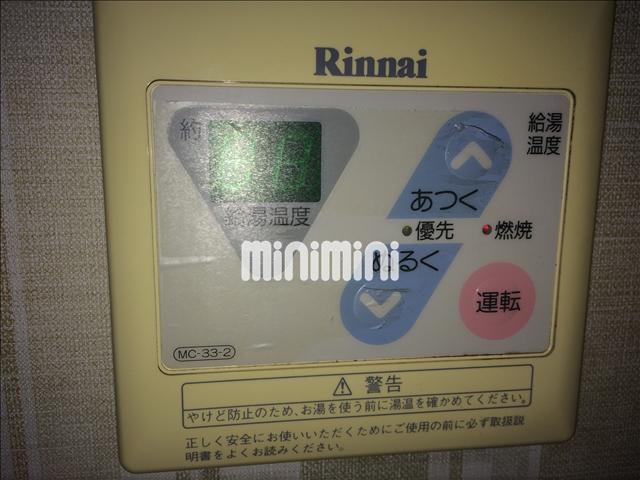 Rinnai
約
給湯温度
給湯
温度
あつく
優先
燃焼
minimini
ぬるく
運転
MC-33-2
⚠ 警告
やけど防止のため、お湯を使う前に湯温を確かめてください。
正しく安全にお使いいただくためにご使用の前に必ず取扱説
明書をよくお読みください。